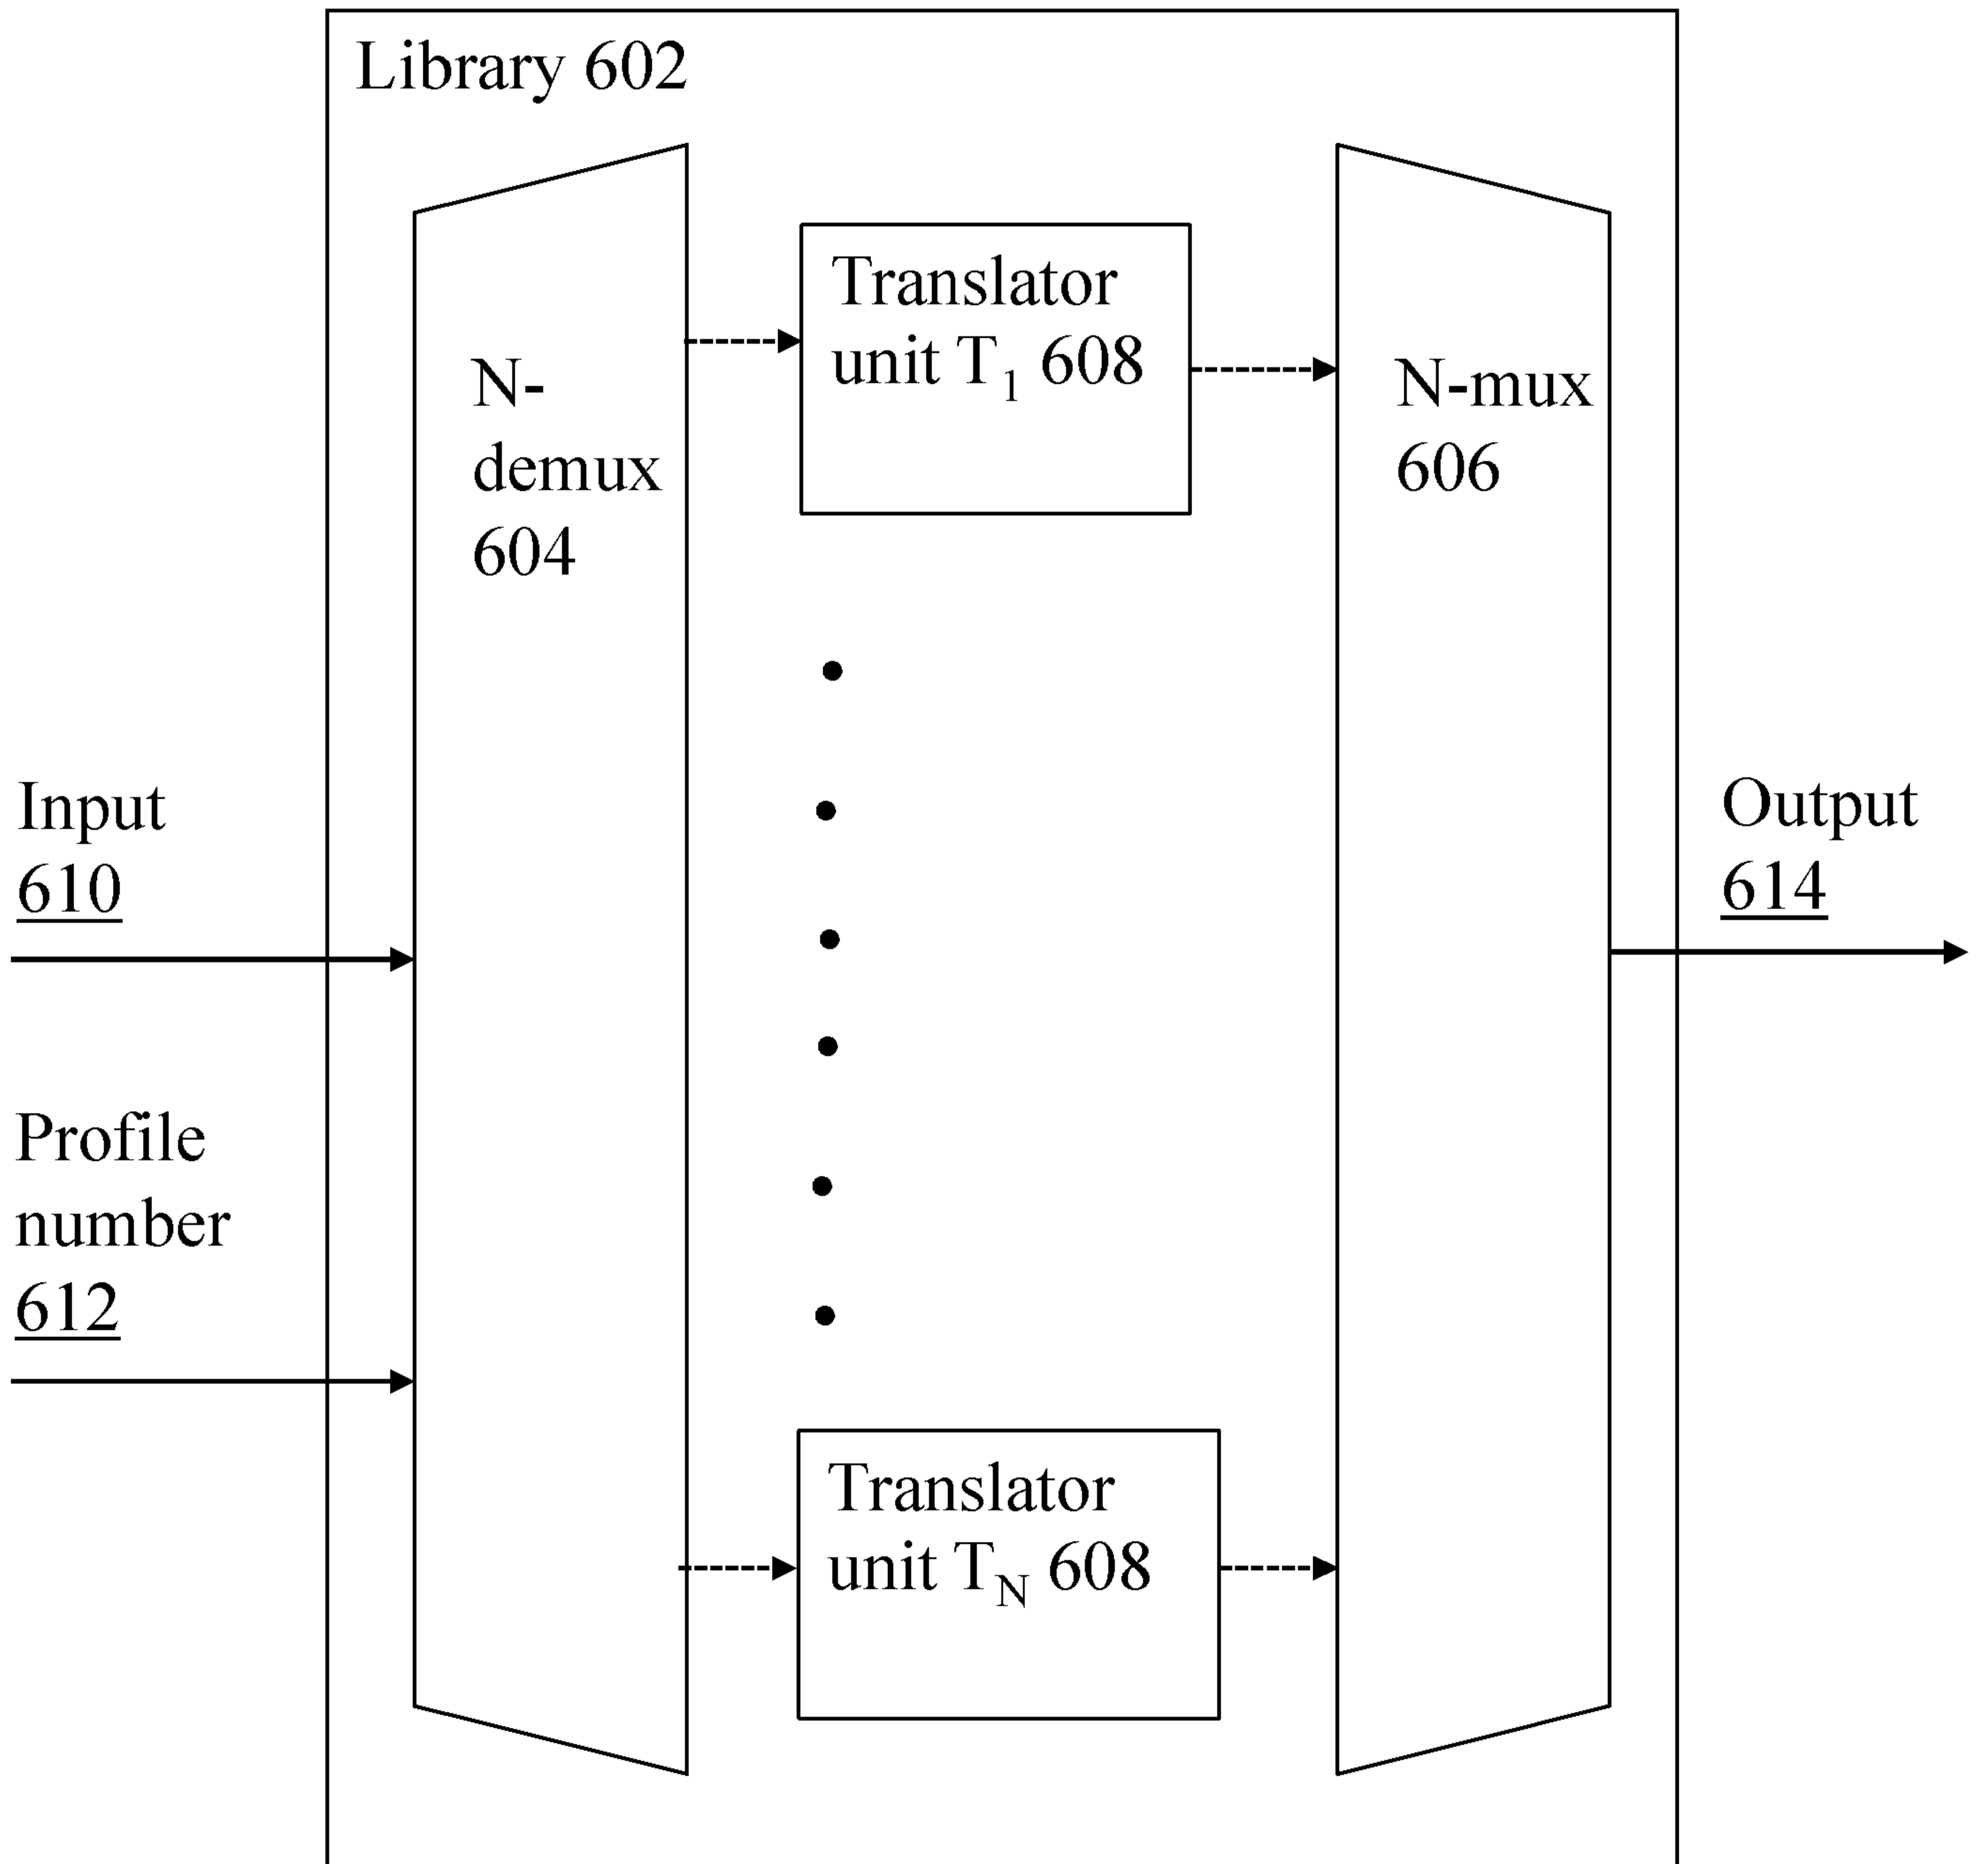 Library 602
N-
demux
604
Translator
unit T₁ 608
N-mux
606
Input
610
Output
614
Profile
number
612
Translator
unit T_N 608